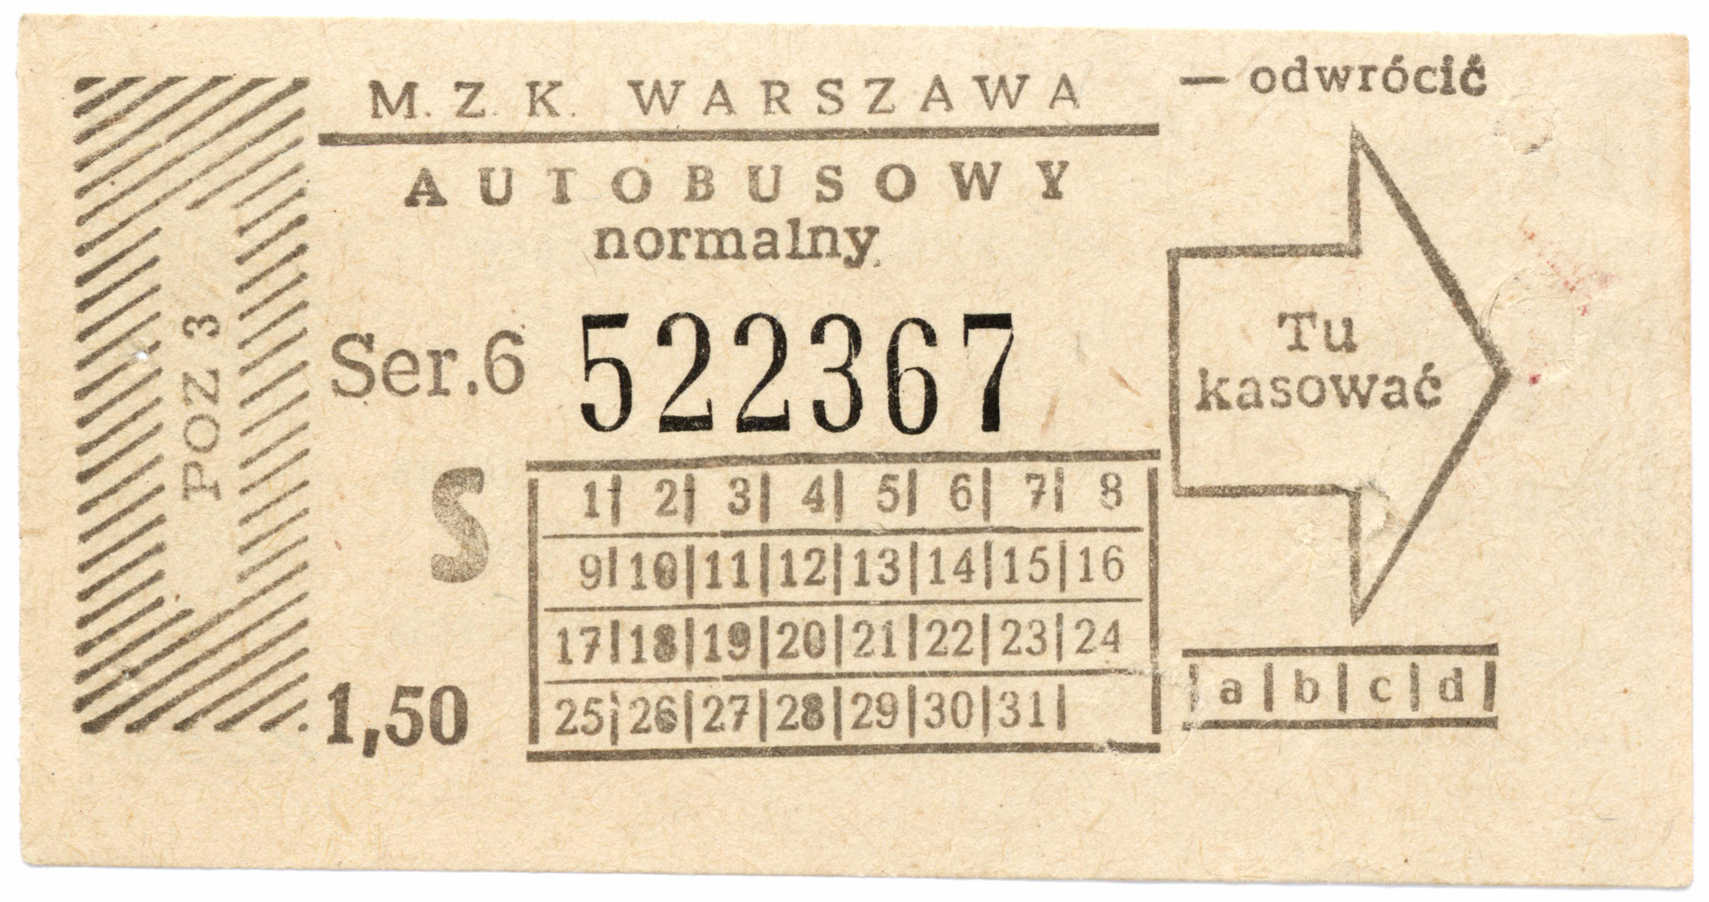 M. Z. K. WARSZAWA
— odwrócić
AUTOBUSOWY
normalny
POZ 3
Ser.6 522367
Tu
kasować
S
1| 2| 3| 4| 5| 6| 7| 8
9|10|11|12|13|14|15|16
17|18|19|20|21|22|23|24
25|26|27|28|29|30|31|
1,50
|a|b|c|d|